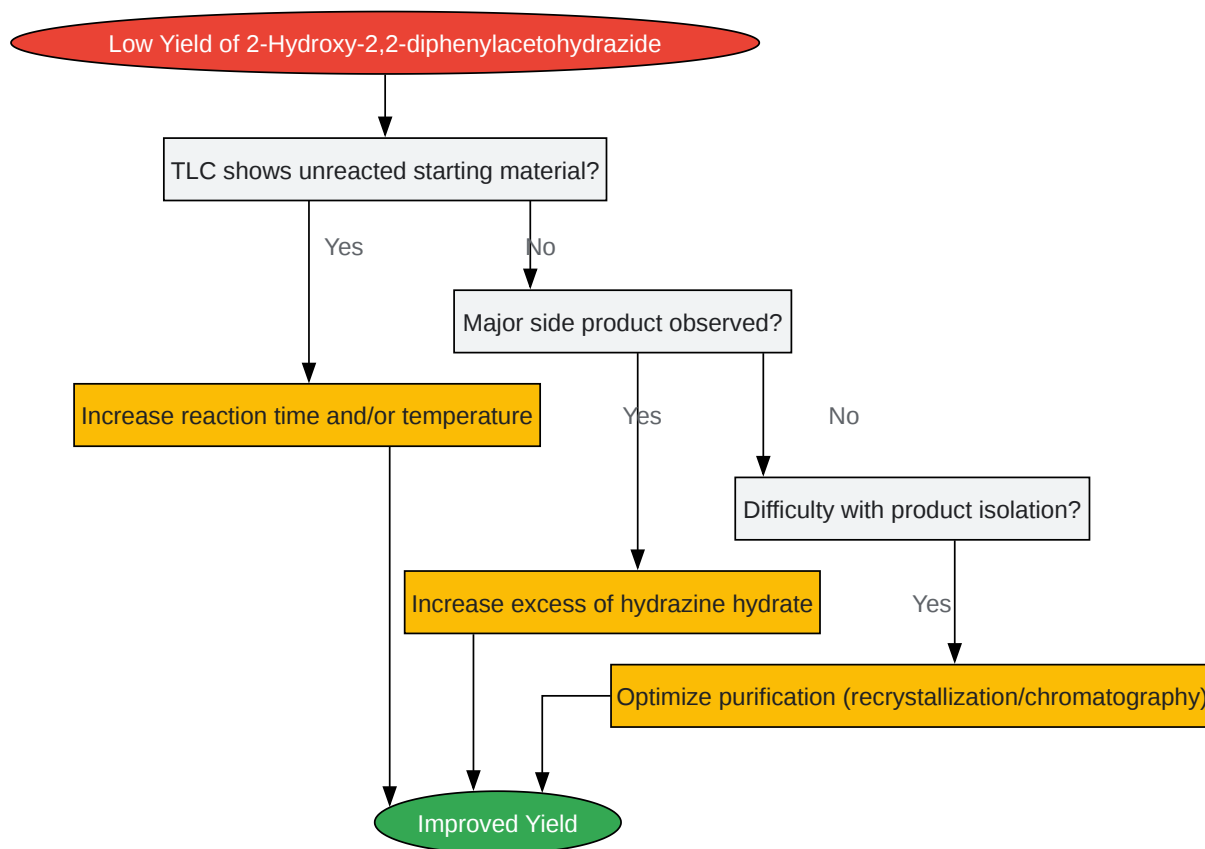 Low Yield of 2-Hydroxy-2,2-diphenylacetohydrazide
TLC shows unreacted starting material?
Yes
No
Major side product observed?
Increase reaction time and/or temperature
Yes
No
Difficulty with product isolation?
Increase excess of hydrazine hydrate
Yes
Optimize purification (recrystallization/chromatography)
Improved Yield